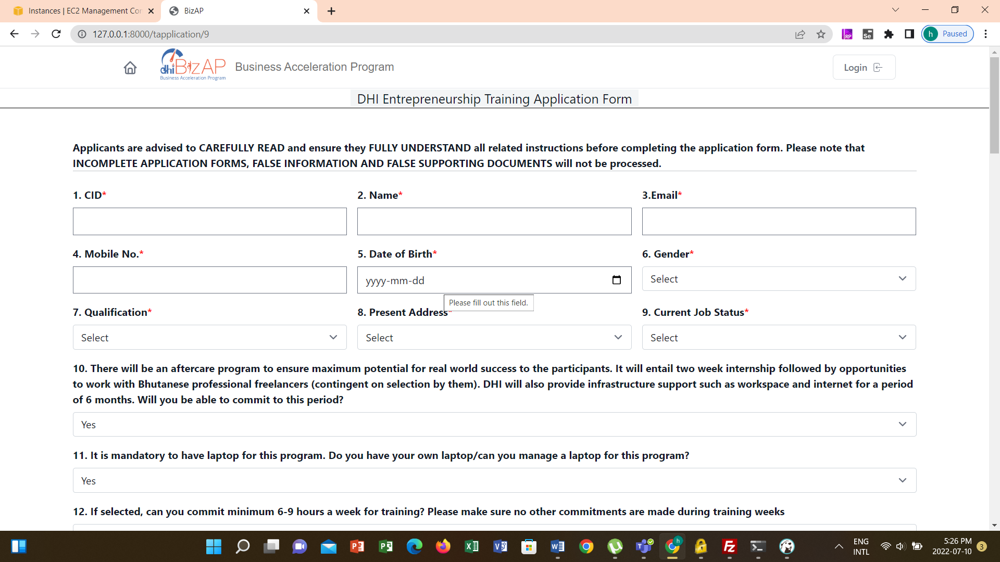 Instances | EC2 Management Con
BizAP
127.0.0.1:8000/tapplication/9
RP
Se
h Paused
dhi BizAP
Business Acceleration Program
Business Acceleration Program
Login
DHI Entrepreneurship Training Application Form
Applicants are advised to CAREFULLY READ and ensure they FULLY UNDERSTAND all related instructions before completing the application form. Please note that
INCOMPLETE APPLICATION FORMS, FALSE INFORMATION AND FALSE SUPPORTING DOCUMENTS will not be processed.
1. CID*
2. Name*
3.Email*
4. Mobile No.*
5. Date of Birth*
6. Gender*
yyyy-mm-dd
Select
Please fill out this field.
7. Qualification*
8. Present Address*
9. Current Job Status*
Select
Select
Select
10. There will be an aftercare program to ensure maximum potential for real world success to the participants. It will entail two week internship followed by opportunities
to work with Bhutanese professional freelancers (contingent on selection by them). DHI will also provide infrastructure support such as workspace and internet for a period
of 6 months. Will you be able to commit to this period?
Yes
11. It is mandatory to have laptop for this program. Do you have your own laptop/can you manage a laptop for this program?
Yes
12. If selected, can you commit minimum 6-9 hours a week for training? Please make sure no other commitments are made during training weeks
ENG
INTL
5:26 PM
2022-07-10
3